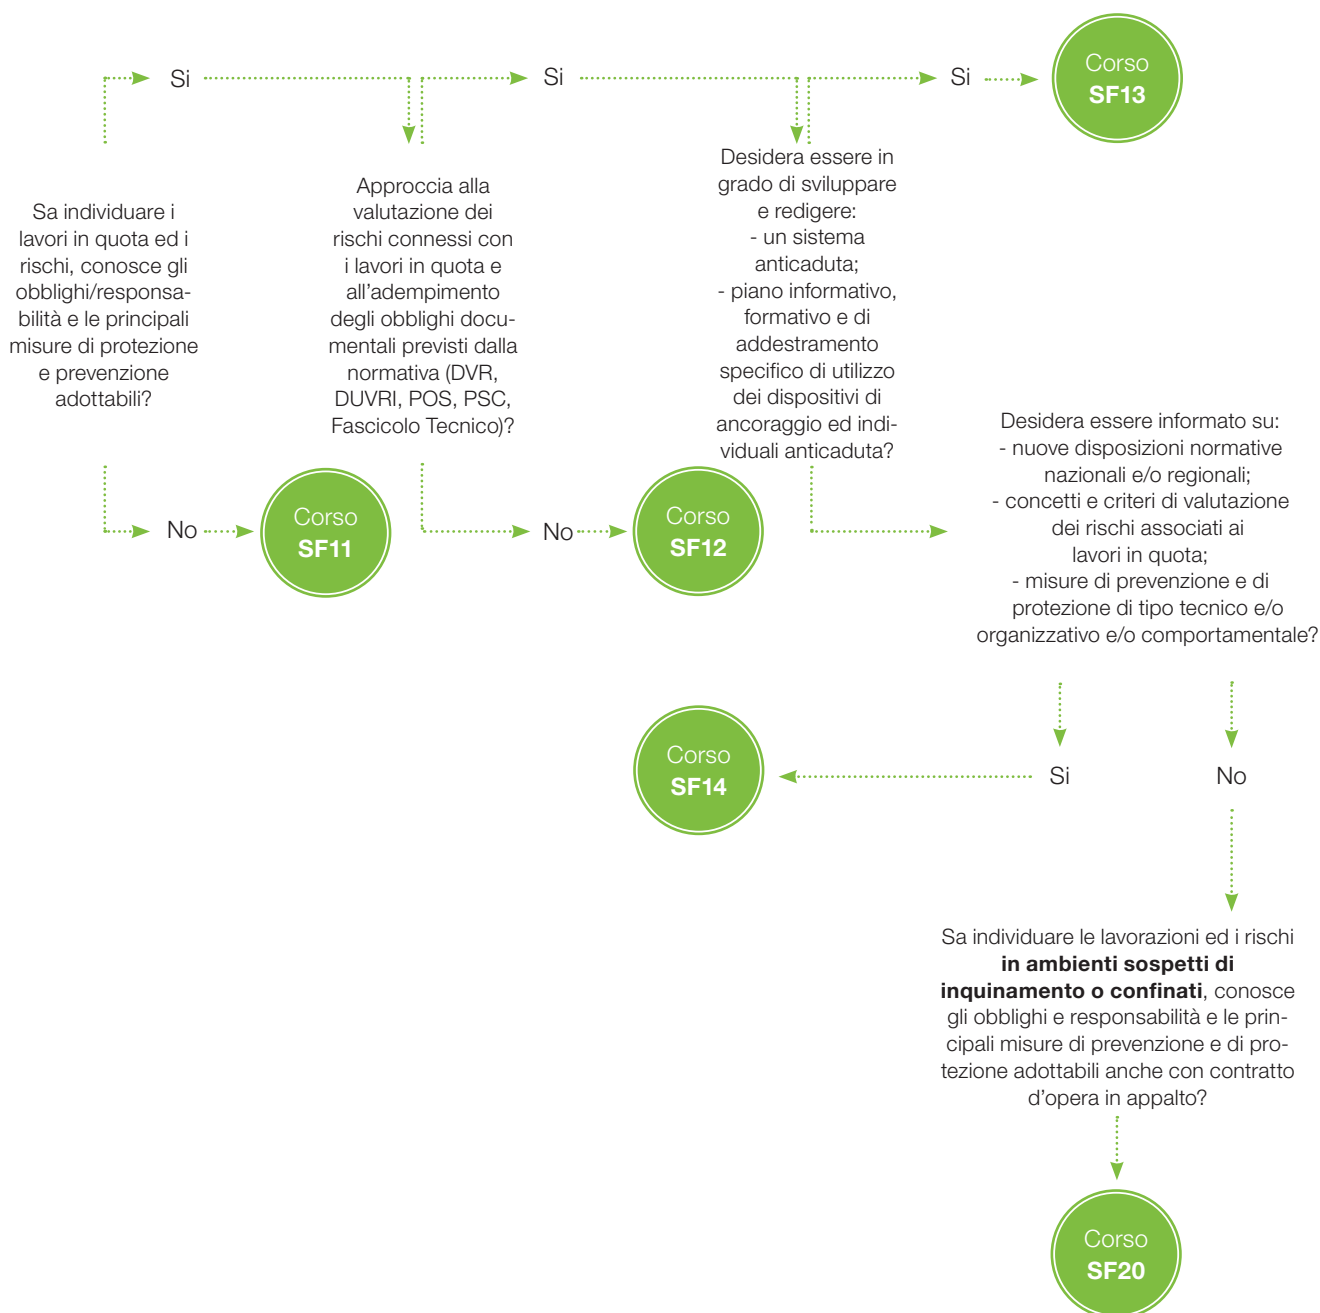 Si
Si
Si
Corso
SF13
Sa individuare i
lavori in quota ed i
rischi, conosce gli
obblighi/responsa-
bilità e le principali
misure di protezione
e prevenzione
adottabili?
Approccia alla
valutazione dei
rischi connessi con
i lavori in quota e
all'adempimento
degli obblighi docu-
mentali previsti dalla
normativa (DVR,
DUVRI, POS, PSC,
Fascicolo Tecnico)?
Desidera essere in
grado di sviluppare
e redigere:
- un sistema
anticaduta;
- piano informativo,
formativo e di
addestramento
specifico di utilizzo
dei dispositivi di
ancoraggio ed indi-
viduali anticaduta?
No
Corso
SF11
No
Corso
SF12
Desidera essere informato su:
- nuove disposizioni normative
nazionali e/o regionali;
- concetti e criteri di valutazione
dei rischi associati ai
lavori in quota;
- misure di prevenzione e di
protezione di tipo tecnico e/o
organizzativo e/o comportamentale?
Corso
SF14
Si
No
Sa individuare le lavorazioni ed i rischi
in ambienti sospetti di
inquinamento o confinati, conosce
gli obblighi e responsabilità e le prin-
cipali misure di prevenzione e di pro-
tezione adottabili anche con contratto
d'opera in appalto?
Corso
SF20